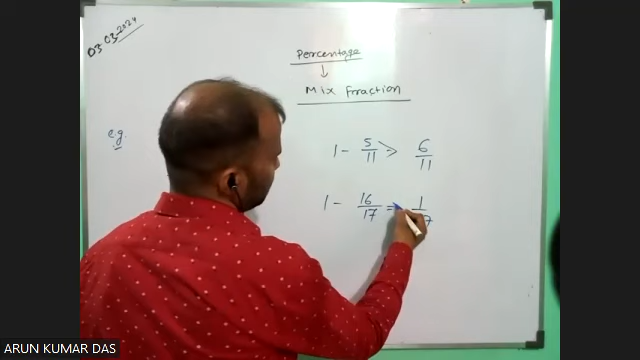 03.03.2024
Percentage
↓
Mix Fraction
e.g.
1 - 5/11 > 6/11
1 - 16/17 = 1/17
ARUN KUMAR DAS